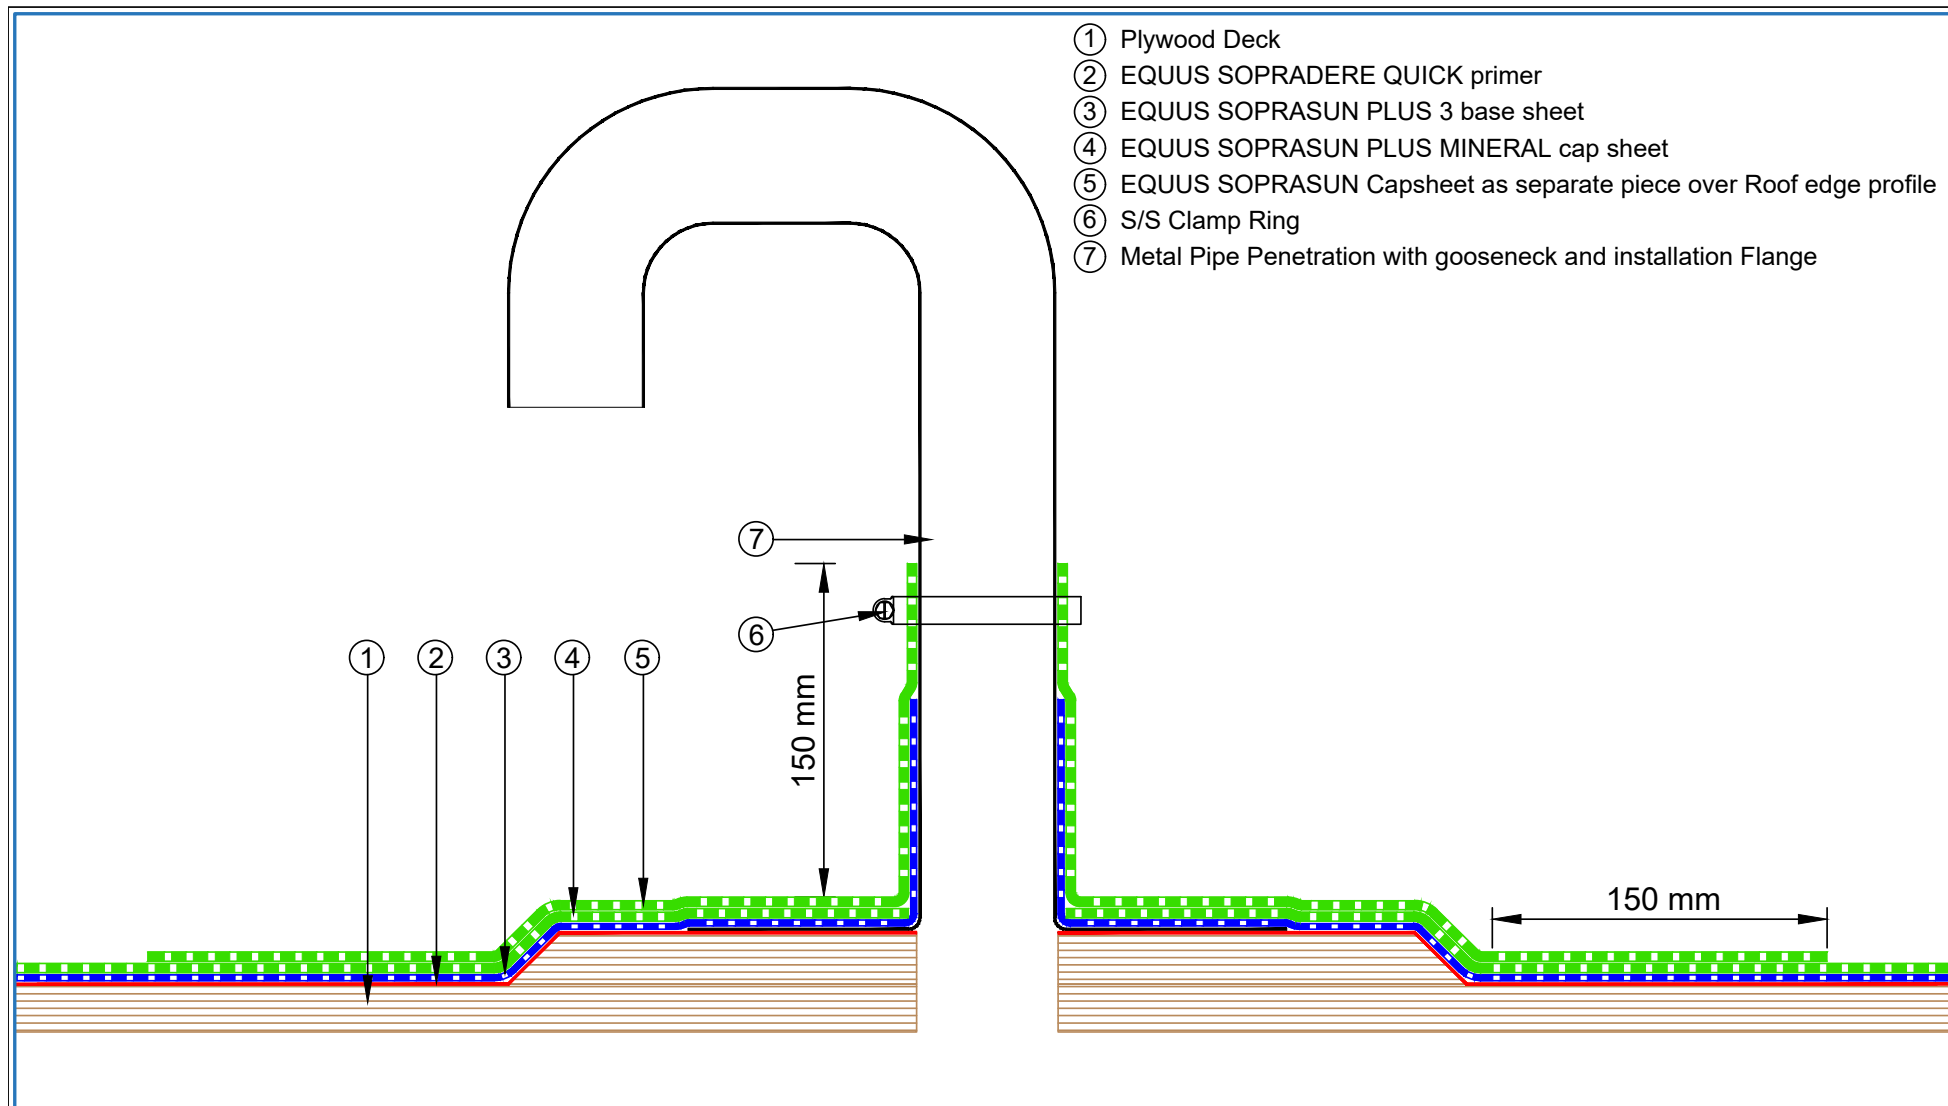 ① Plywood Deck
② EQUUS SOPRADERE QUICK primer
③ EQUUS SOPRASUN PLUS 3 base sheet
④ EQUUS SOPRASUN PLUS MINERAL cap sheet
⑤ EQUUS SOPRASUN Capsheet as separate piece over Roof edge profile
⑥ S/S Clamp Ring
⑦ Metal Pipe Penetration with gooseneck and installation Flange
⑦
⑥
① ② ③ ④ ⑤
150 mm
150 mm